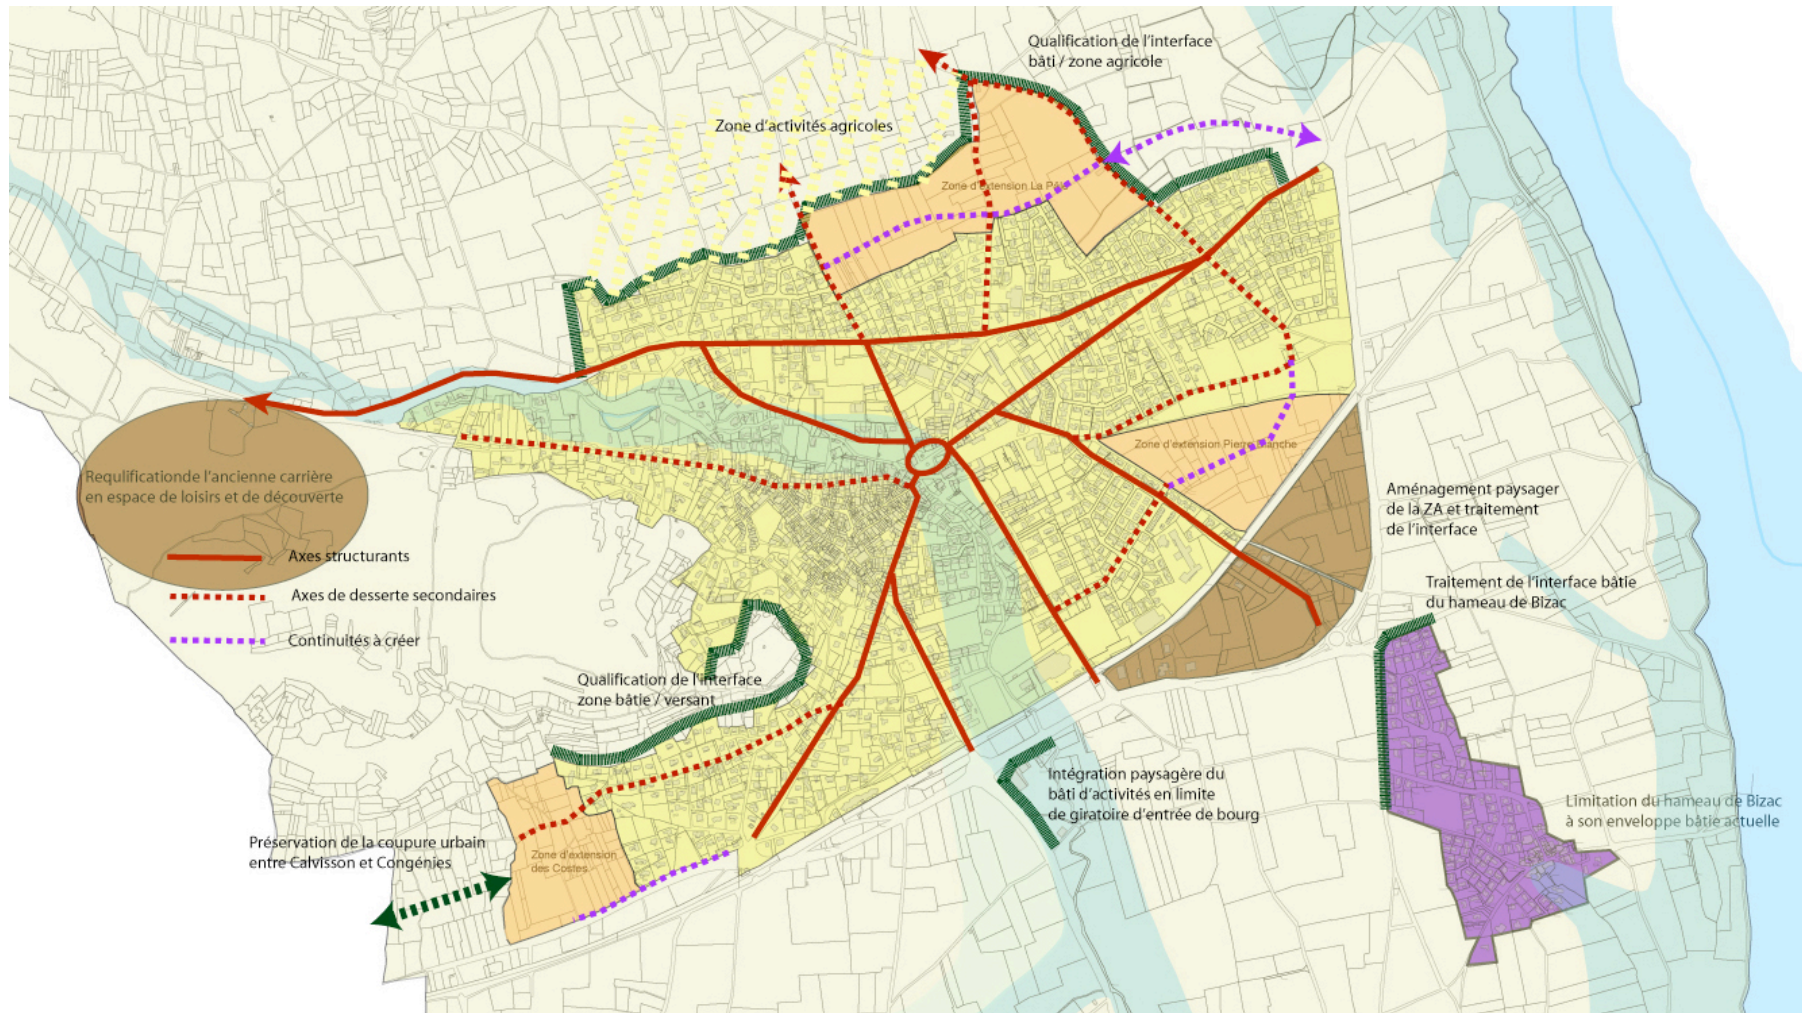 Qualification de l'interface
bâti / zone agricole
Zone d'activités agricoles
Zone d'extension La
Zone d'extension Pierre
Requlificationde l'ancienne carrière
en espace de loisirs et de découverte
Aménagement paysager
de la ZA et traitement
de l'interface
Axes structurants
Axes de desserte secondaires
Continuités à créer
Traitement de l'interface bâtie
du hameau de Bizac
Qualification de l'interface
zone bâtie / versant
Intégration paysagère du
bâti d'activités en limite
de giratoire d'entrée de bourg
Limitation du hameau de Bizac
à son enveloppe bâtie actuelle
Préservation de la coupure urbain
entre Calvisson et Congénies
Zone d'extension
des Costes